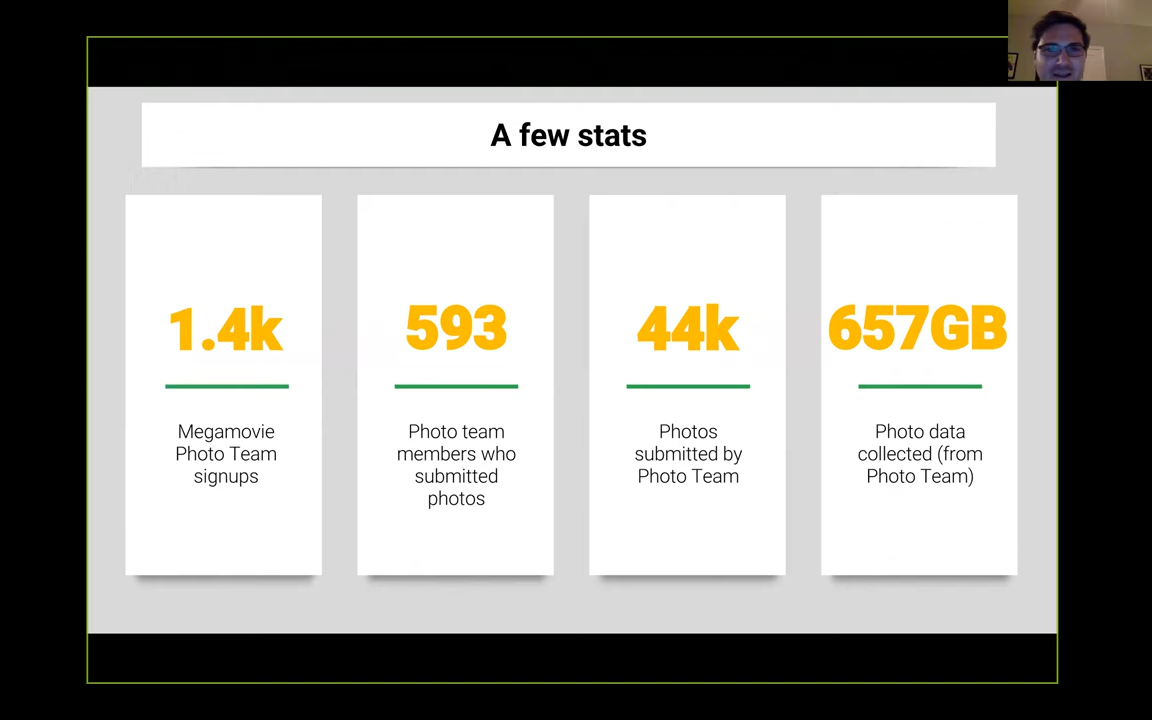 A few stats
1.4k
Megamovie
Photo Team
signups
593
Photo team
members who
submitted
photos
44k
Photos
submitted by
Photo Team
657GB
Photo data
collected (from
Photo Team)